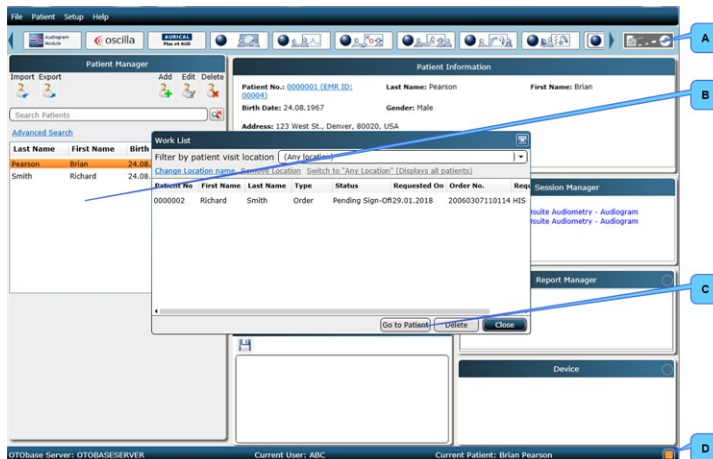 File Patient Setup Help
Audiogram module
oscilla
AURICAL Plus v4 AUD
A
Patient Manager
Import Export Add Edit Delete
Search Patients
Advanced Search
Last Name First Name Birth
Pearson Brian 24.08.
Smith Richard 24.08.
Patient Information
Patient No.: 0000001 (EMR ID: 00004) Last Name: Pearson First Name: Brian
Birth Date: 24.08.1967 Gender: Male
Address: 123 West St., Denver, 80020, USA
B
Work List
Filter by patient visit location (Any location)
Change Location name Remove Location Switch to "Any Location" (Displays all patients)
Patient No First Name Last Name Type Status Requested On Order No. Requ
0000002 Richard Smith Order Pending Sign-Off 29.01.2018 20060307110114 HIS
Go to Patient Delete Close
Session Manager
Otosuite Audiometry - Audiogram
Otosuite Audiometry - Audiogram
Report Manager
C
Device
D
OTObase Server: OTOBASESERVER Current User: ABC Current Patient: Brian Pearson